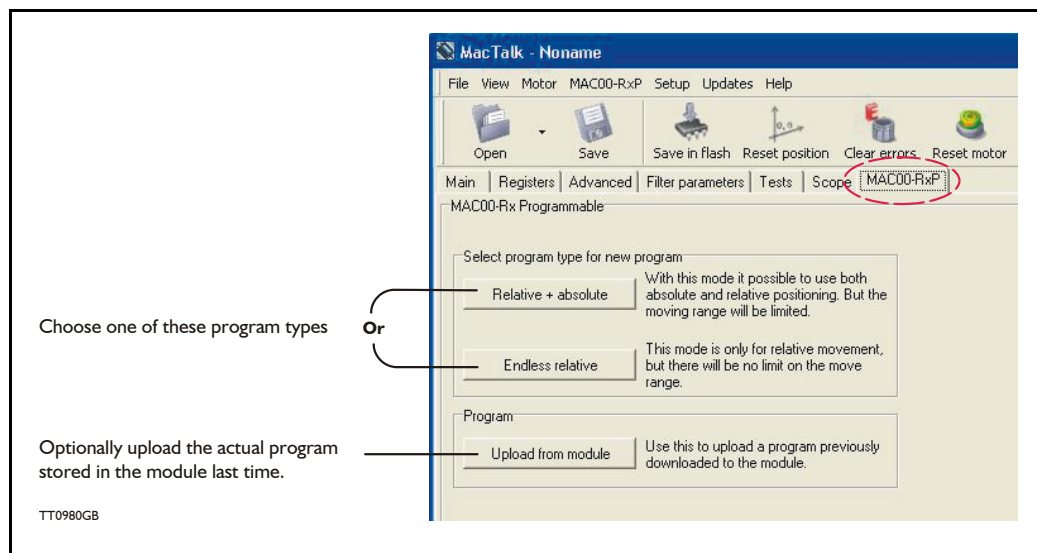 MacTalk - Noname
File View Motor MAC00-RxP Setup Updates Help
Open Save Save in flash Reset position Clear errors Reset motor
Main Registers Advanced Filter parameters Tests Scope MAC00-RxP
MAC00-Rx Programmable
Select program type for new program
Relative + absolute
With this mode it possible to use both
absolute and relative positioning. But the
moving range will be limited.
Choose one of these program types Or
Endless relative
This mode is only for relative movement,
but there will be no limit on the move
range.
Program
Optionally upload the actual program
stored in the module last time.
Upload from module
Use this to upload a program previously
downloaded to the module.
TT0980GB